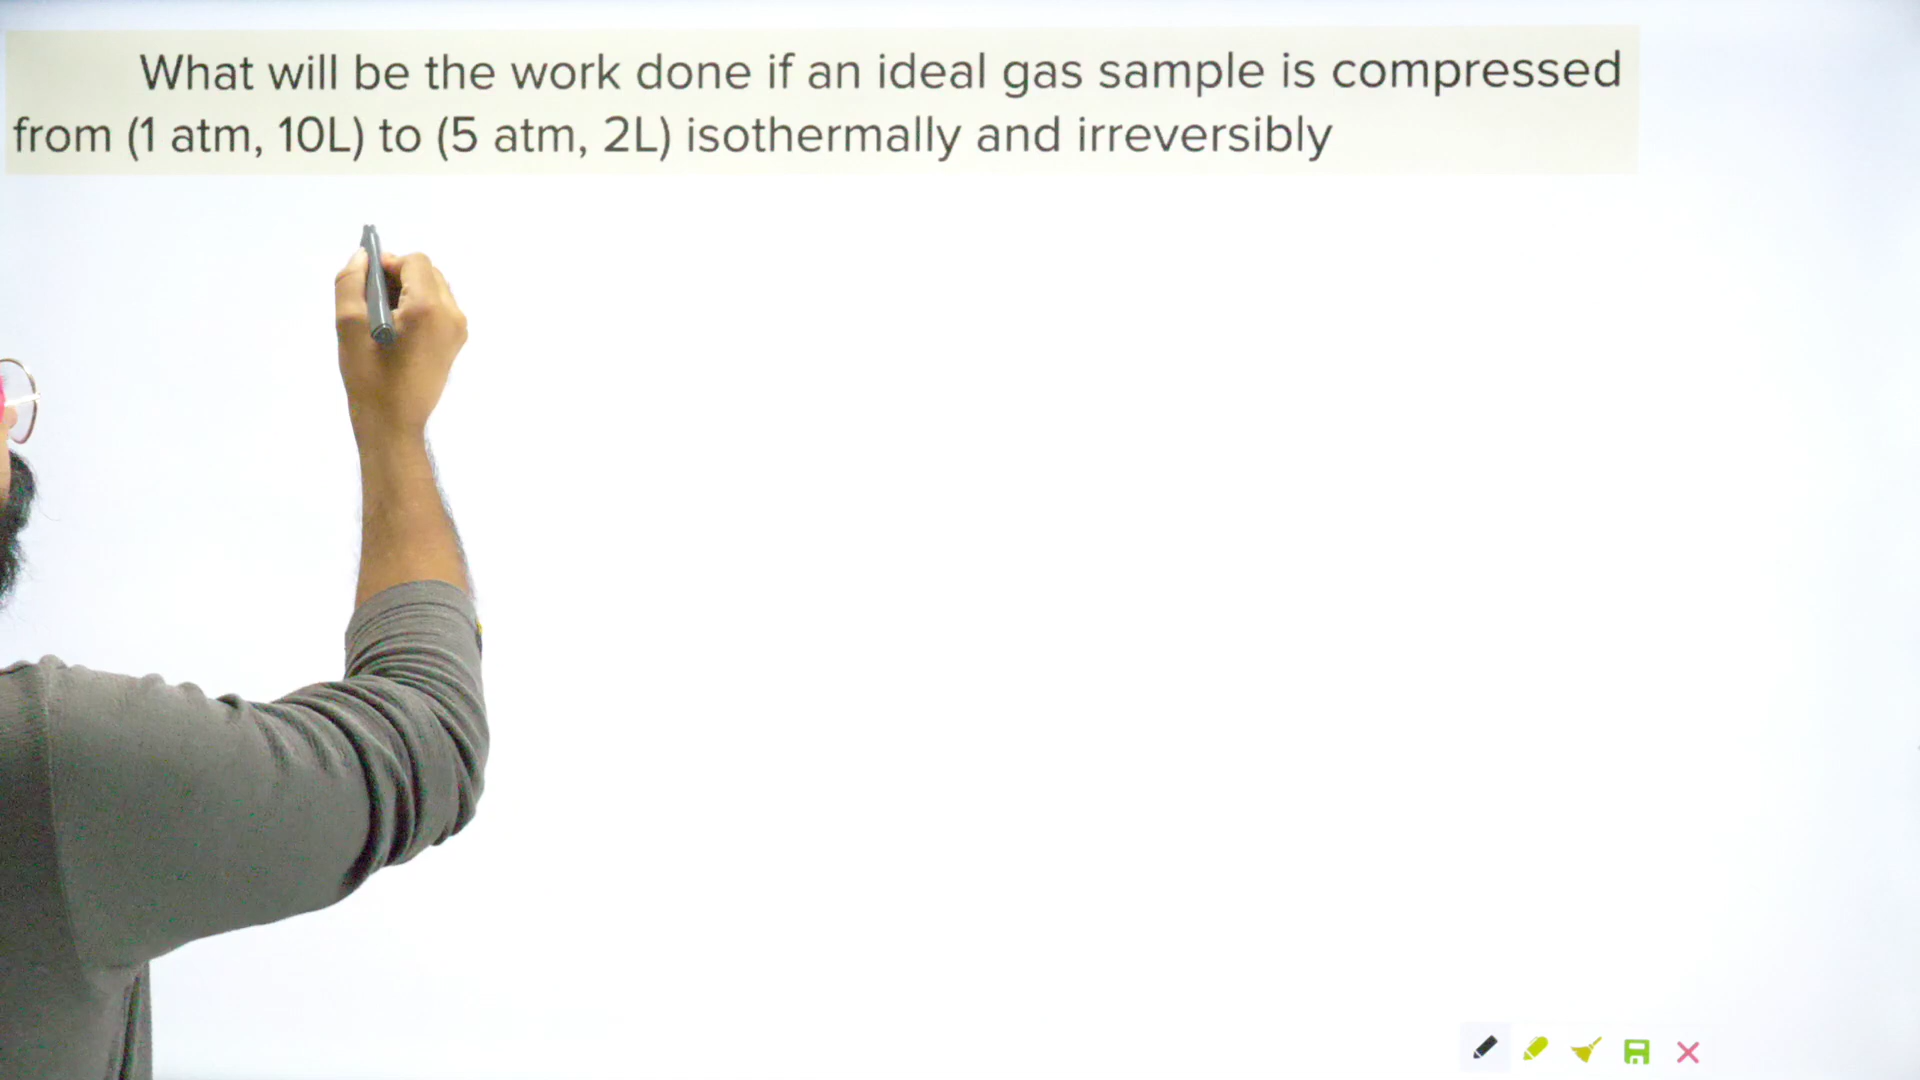 What will be the work done if an ideal gas sample is compressed
from (1 atm, 10L) to (5 atm, 2L) isothermally and irreversibly